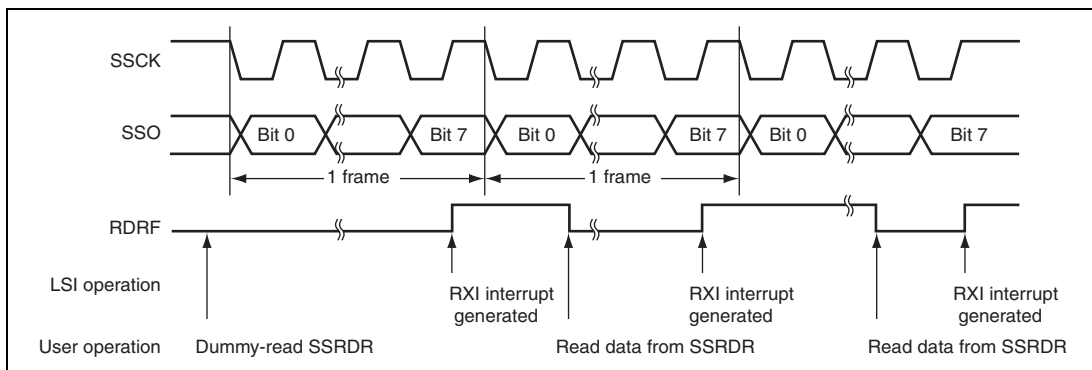 SSCK
SSO
Bit 0
Bit 7
Bit 0
Bit 7
Bit 0
Bit 7
1 frame
1 frame
RDRF
LSI operation
RXI interrupt
generated
RXI interrupt
generated
RXI interrupt
generated
User operation
Dummy-read SSRDR
Read data from SSRDR
Read data from SSRDR